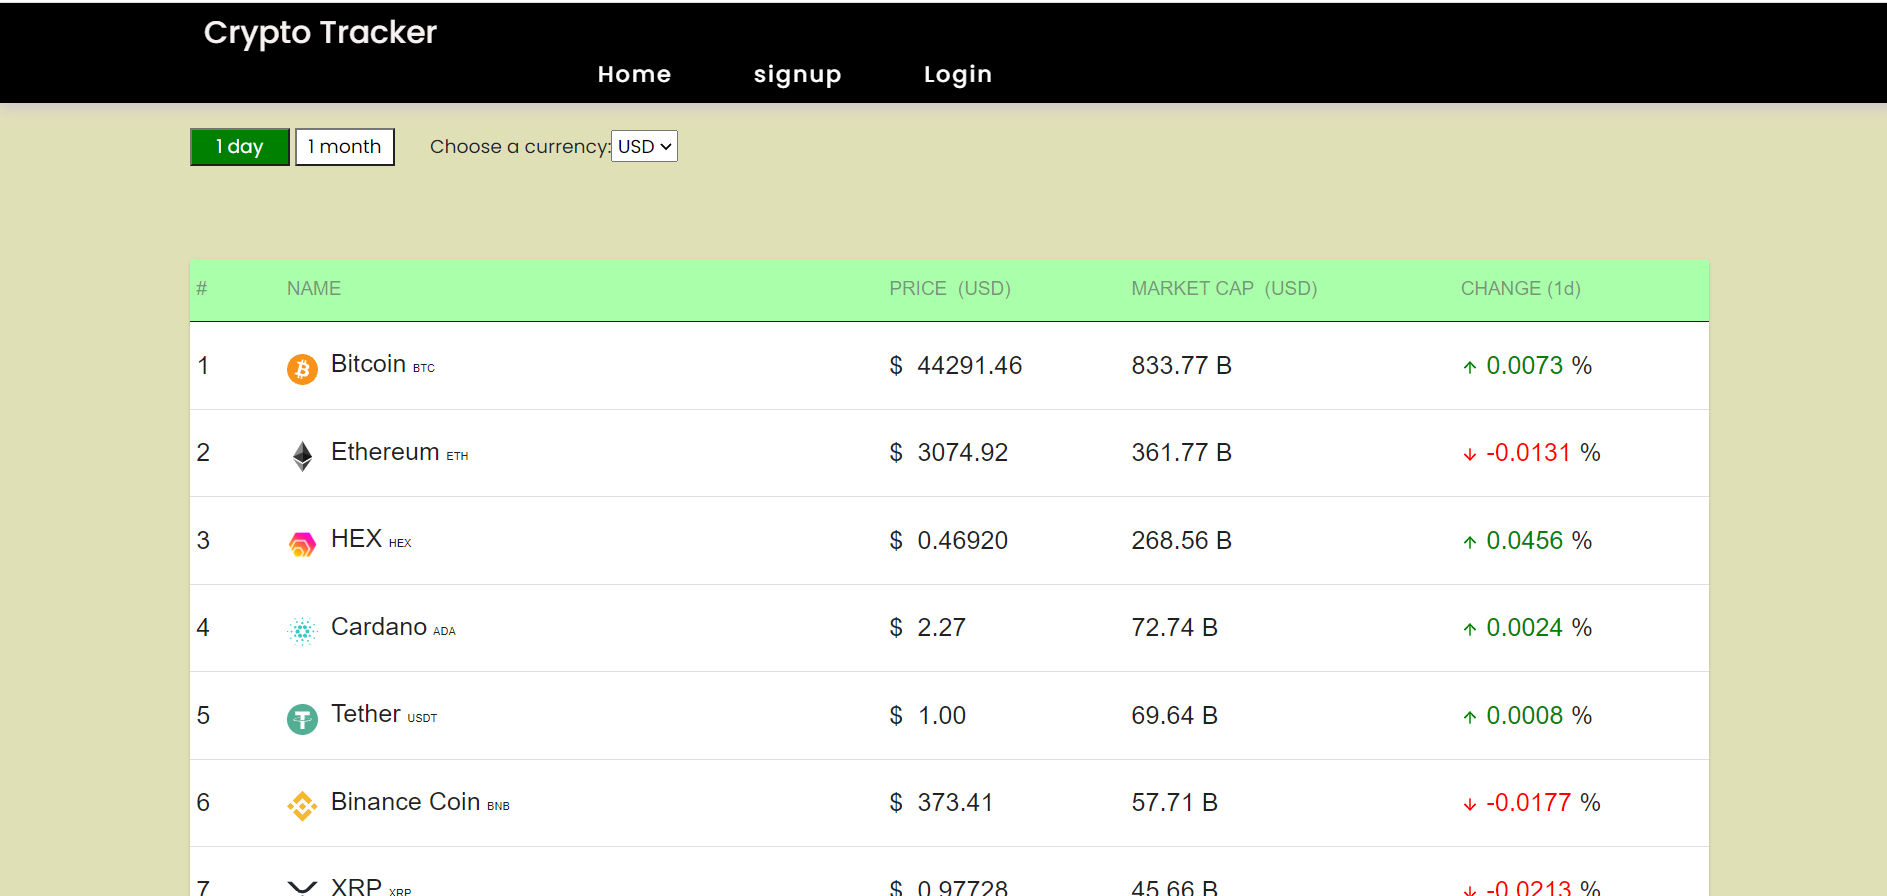 Crypto Tracker
Home signup Login
1 day 1 month Choose a currency: USD
# NAME PRICE (USD) MARKET CAP (USD) CHANGE (1d)
1 Bitcoin BTC $ 44291.46 833.77 B ↑ 0.0073 %
2 Ethereum ETH $ 3074.92 361.77 B ↓ -0.0131 %
3 HEX HEX $ 0.46920 268.56 B ↑ 0.0456 %
4 Cardano ADA $ 2.27 72.74 B ↑ 0.0024 %
5 Tether USDT $ 1.00 69.64 B ↑ 0.0008 %
6 Binance Coin BNB $ 373.41 57.71 B ↓ -0.0177 %
7 XRP XRP $ 0.97728 45.66 B ↓ -0.0213 %